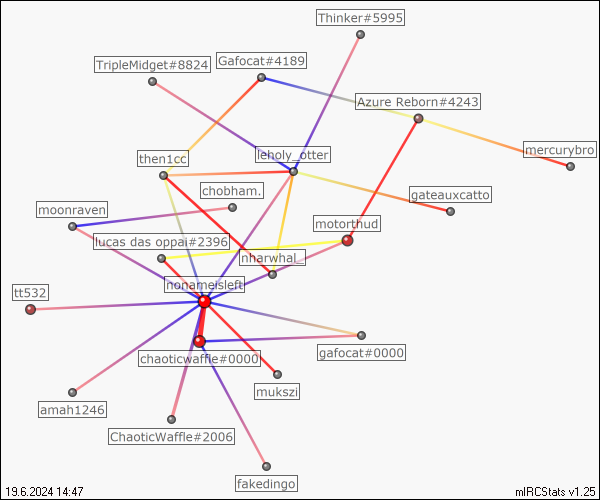 Thinker#5995
Gafocat#4189
TripleMidget#8824
Azure Reborn#4243
mercurybro
leholy_otter
then1cc
chobham.
gateauxcatto
moonraven
motorthud
lucas das oppai#2396
nharwhal_
nonameisleft
tt532
gafocat#0000
chaoticwaffle#0000
mukszi
amah1246
ChaoticWaffle#2006
fakedingo
19.6.2024 14:47
mIRCStats v1.25